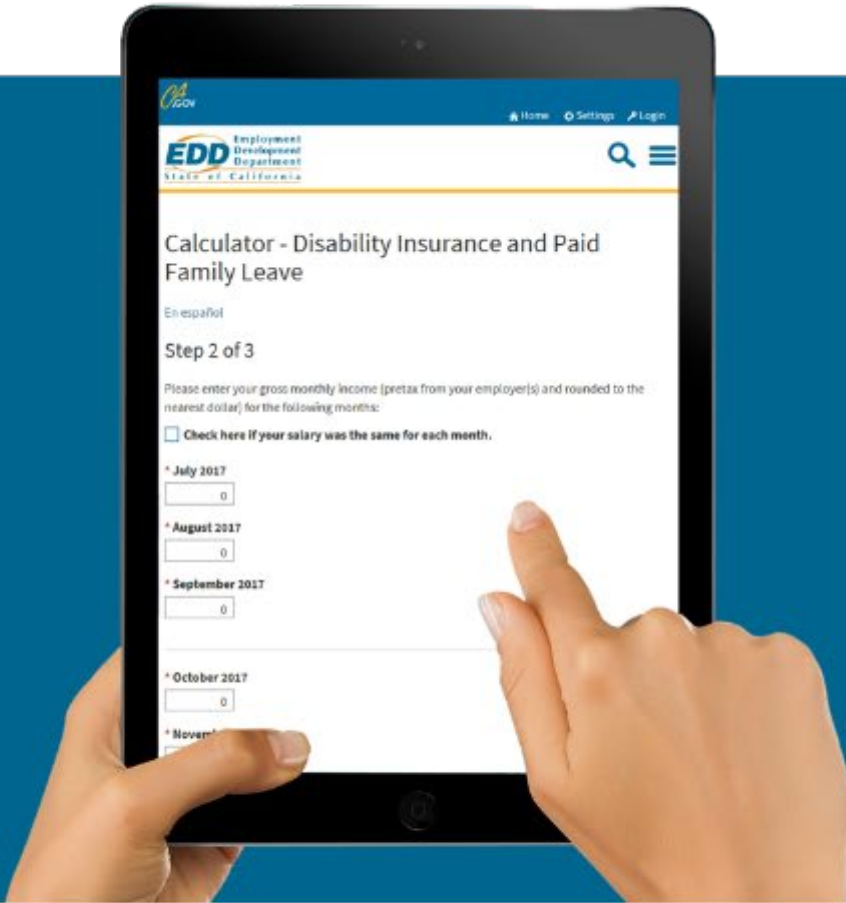 CA
.GOV
Home Settings Login
EDD Employment
Development
Department
State of California
Calculator - Disability Insurance and Paid
Family Leave
En español
Step 2 of 3
Please enter your gross monthly income (pretax from your employer(s) and rounded to the
nearest dollar) for the following months:
Check here if your salary was the same for each month.
* July 2017
0
* August 2017
0
* September 2017
0
* October 2017
0